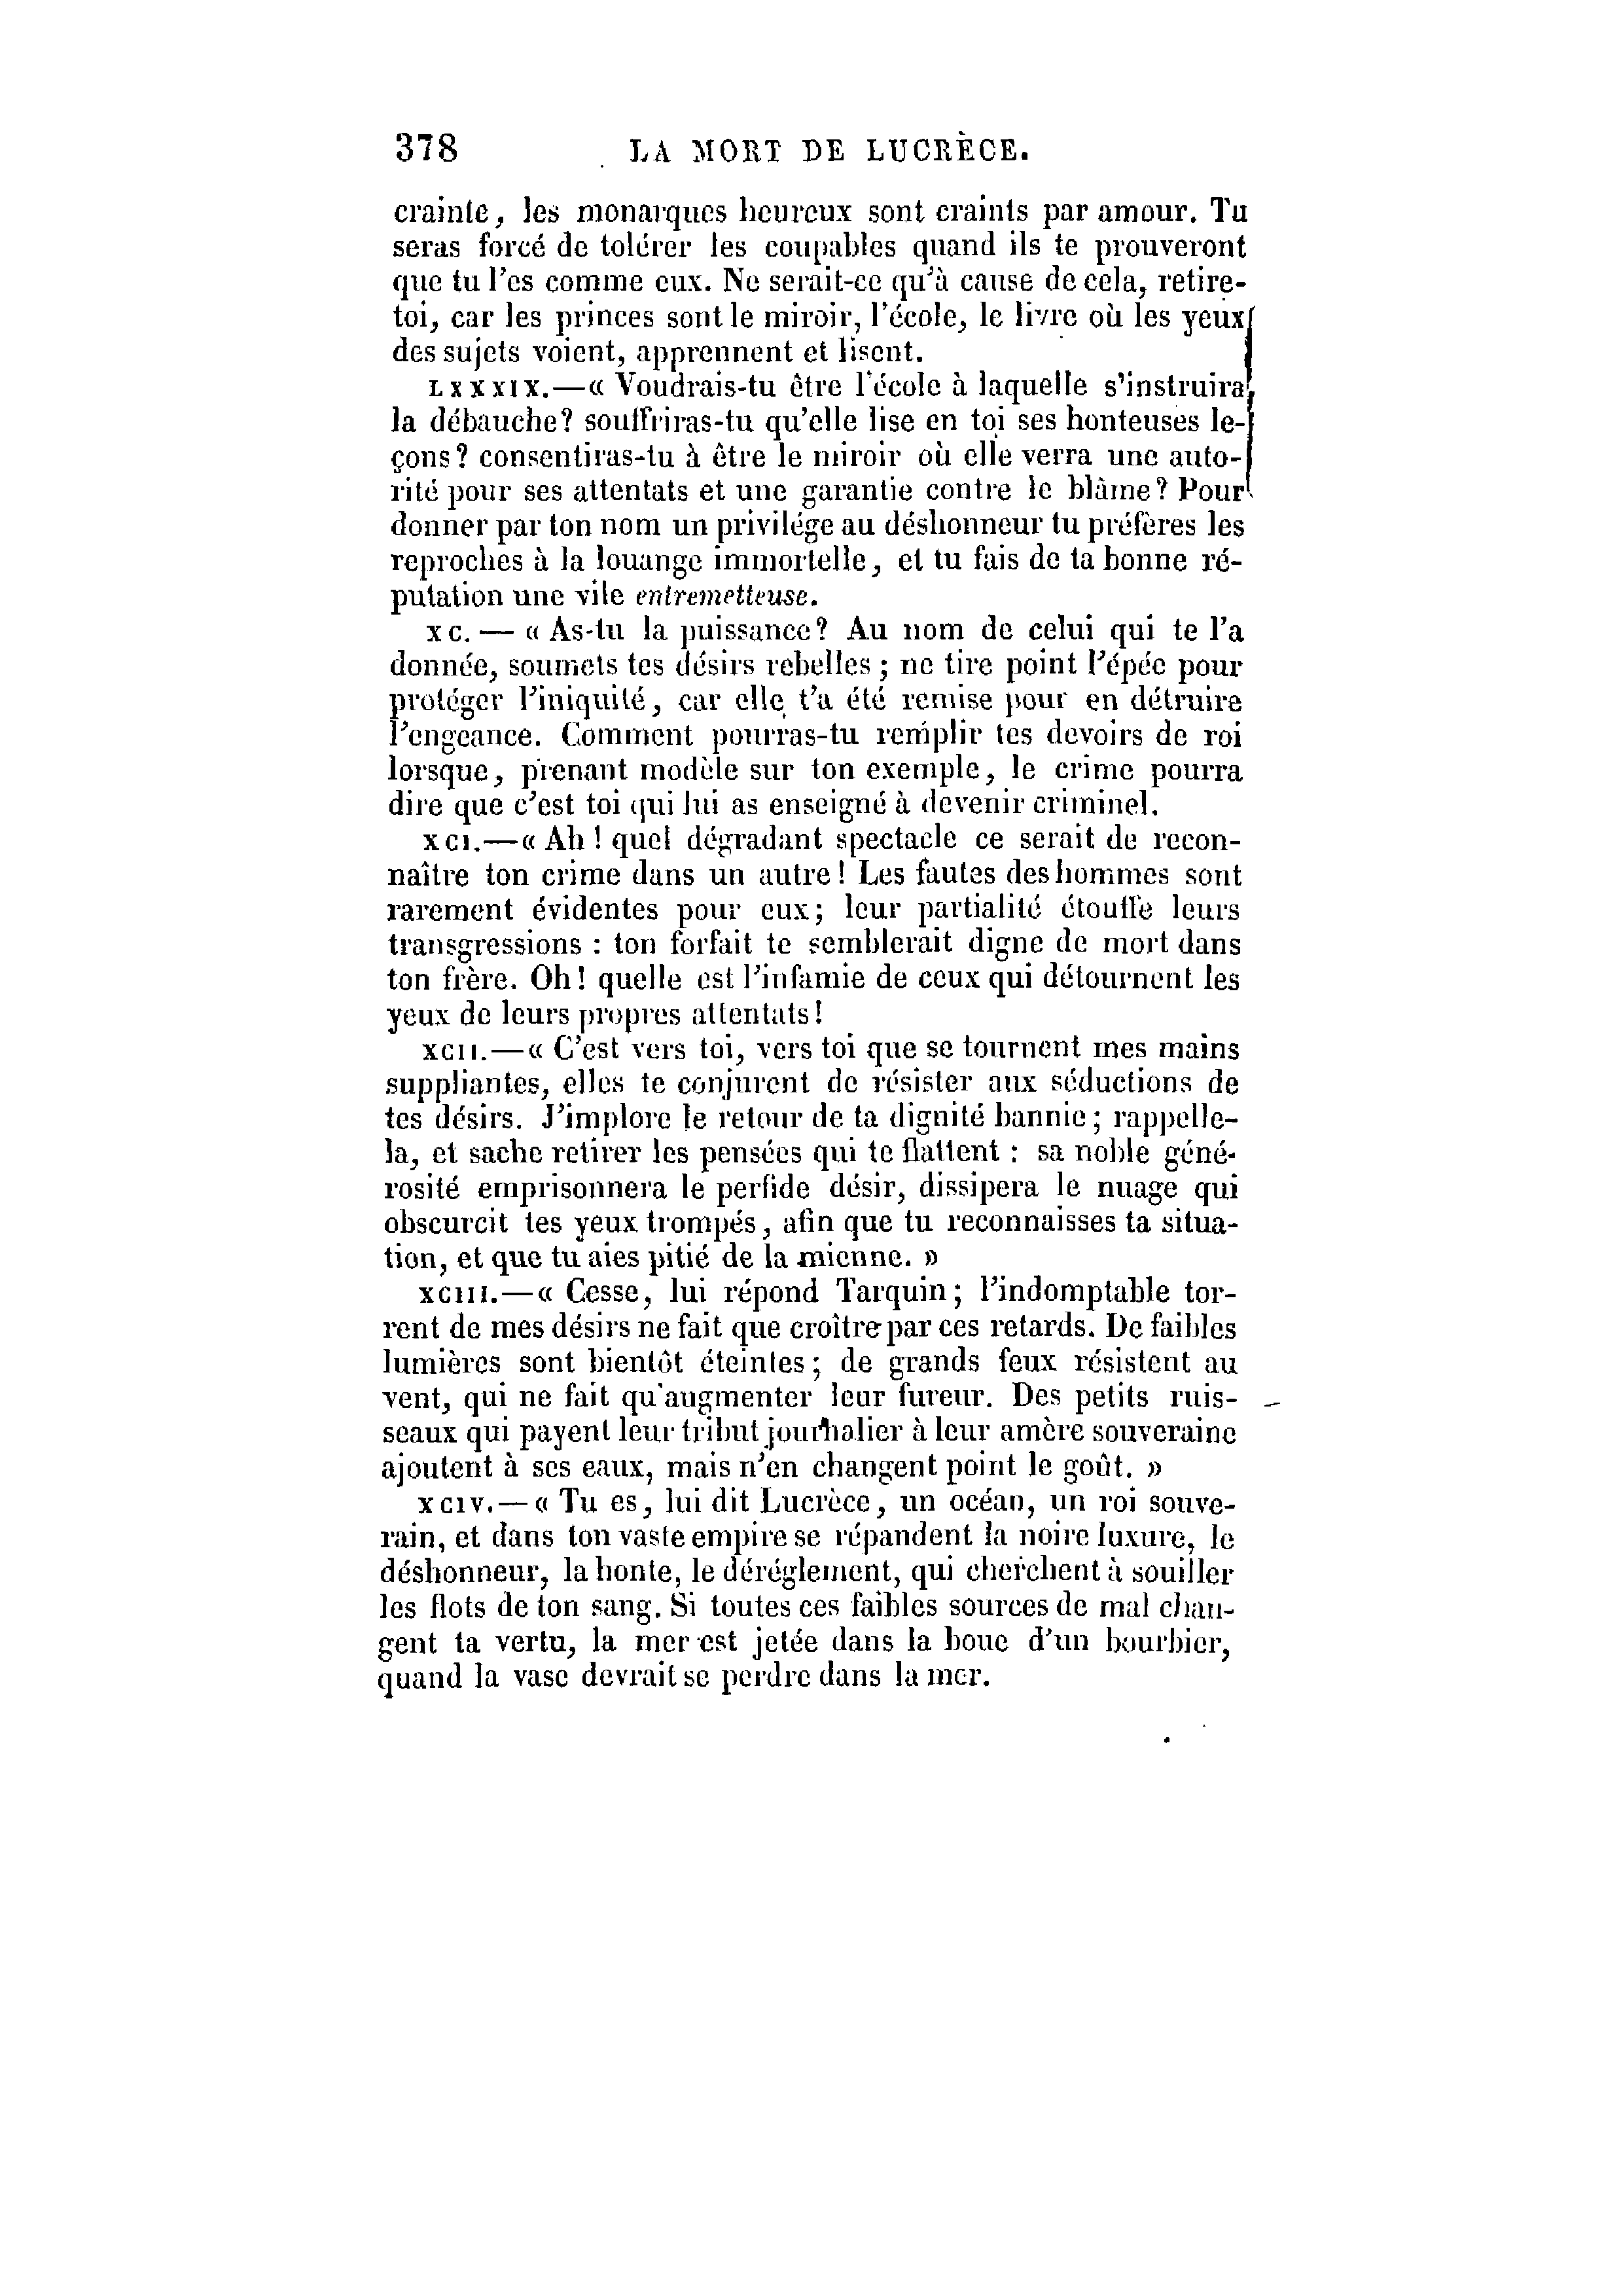 378 LA MORT DE LUCRÈCE.
crainte, les monarques heureux sont craints par amour. Tu
seras forcé de tolérer les coupables quand ils te prouveront
que tu l'es comme eux. Ne serait-ce qu'à cause de cela, retire-
toi, car les princes sont le miroir, l'école, le livre où les yeux
des sujets voient, apprennent et lisent.
LXXXIX.—« Voudrais-tu être l'école à laquelle s'instruira
la débauche? souffriras-tu qu'elle lise en toi ses honteuses le-
çons? consentiras-tu à être le miroir où elle verra une auto-
rité pour ses attentats et une garantie contre le blâme? Pour
donner par ton nom un privilége au déshonneur tu préfères les
reproches à la louange immortelle, et tu fais de ta bonne ré-
putation une vile entremetteuse.
XC.— « As-tu la puissance? Au nom de celui qui te l'a
donnée, soumets tes désirs rebelles; ne tire point l'épée pour
protéger l'iniquité, car elle t'a été remise pour en détruire
l'engeance. Comment pourras-tu remplir tes devoirs de roi
lorsque, prenant modèle sur ton exemple, le crime pourra
dire que c'est toi qui lui as enseigné à devenir criminel.
XCI.—« Ah! quel dégradant spectacle ce serait de recon-
naître ton crime dans un autre! Les fautes des hommes sont
rarement évidentes pour eux; leur partialité étouffe leurs
transgressions : ton forfait te semblerait digne de mort dans
ton frère. Oh! quelle est l'infamie de ceux qui détournent les
yeux de leurs propres attentats!
XCII.—« C'est vers toi, vers toi que se tournent mes mains
suppliantes, elles te conjurent de résister aux séductions de
tes désirs. J'implore le retour de ta dignité bannie; rappelle-
la, et sache retirer les pensées qui te flattent : sa noble géné-
rosité emprisonnera le perfide désir, dissipera le nuage qui
obscurcit tes yeux trompés, afin que tu reconnaisses ta situa-
tion, et que tu aies pitié de la mienne. »
XCIII.—« Cesse, lui répond Tarquin; l'indomptable tor-
rent de mes désirs ne fait que croître par ces retards. De faibles
lumières sont bientôt éteintes; de grands feux résistent au
vent, qui ne fait qu'augmenter leur fureur. Des petits ruis-
seaux qui payent leur tribut journalier à leur amère souveraine
ajoutent à ses eaux, mais n'en changent point le goût. »
XCIV.—« Tu es, lui dit Lucrèce, un océan, un roi souve-
rain, et dans ton vaste empire se répandent la noire luxure, le
déshonneur, la honte, le déréglement, qui cherchent à souiller
les flots de ton sang. Si toutes ces faibles sources de mal chan-
gent ta vertu, la mer est jetée dans la boue d'un bourbier,
quand la vase devrait se perdre dans la mer.